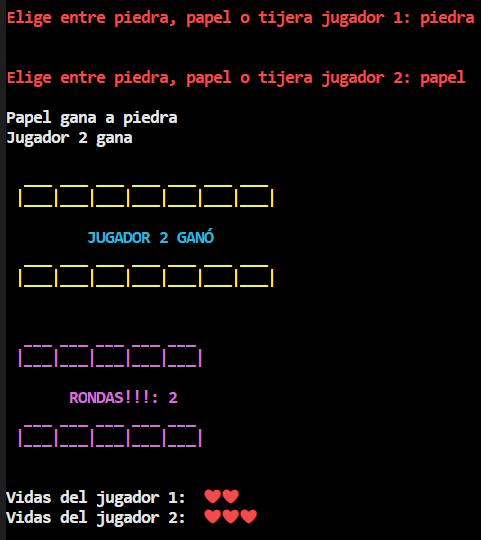 Elige entre piedra, papel o tijera jugador 1: piedra
Elige entre piedra, papel o tijera jugador 2: papel
Papel gana a piedra
Jugador 2 gana
JUGADOR 2 GANÓ
RONDAS!!!: 2
Vidas del jugador 1: ❤️❤️
Vidas del jugador 2: ❤️❤️❤️